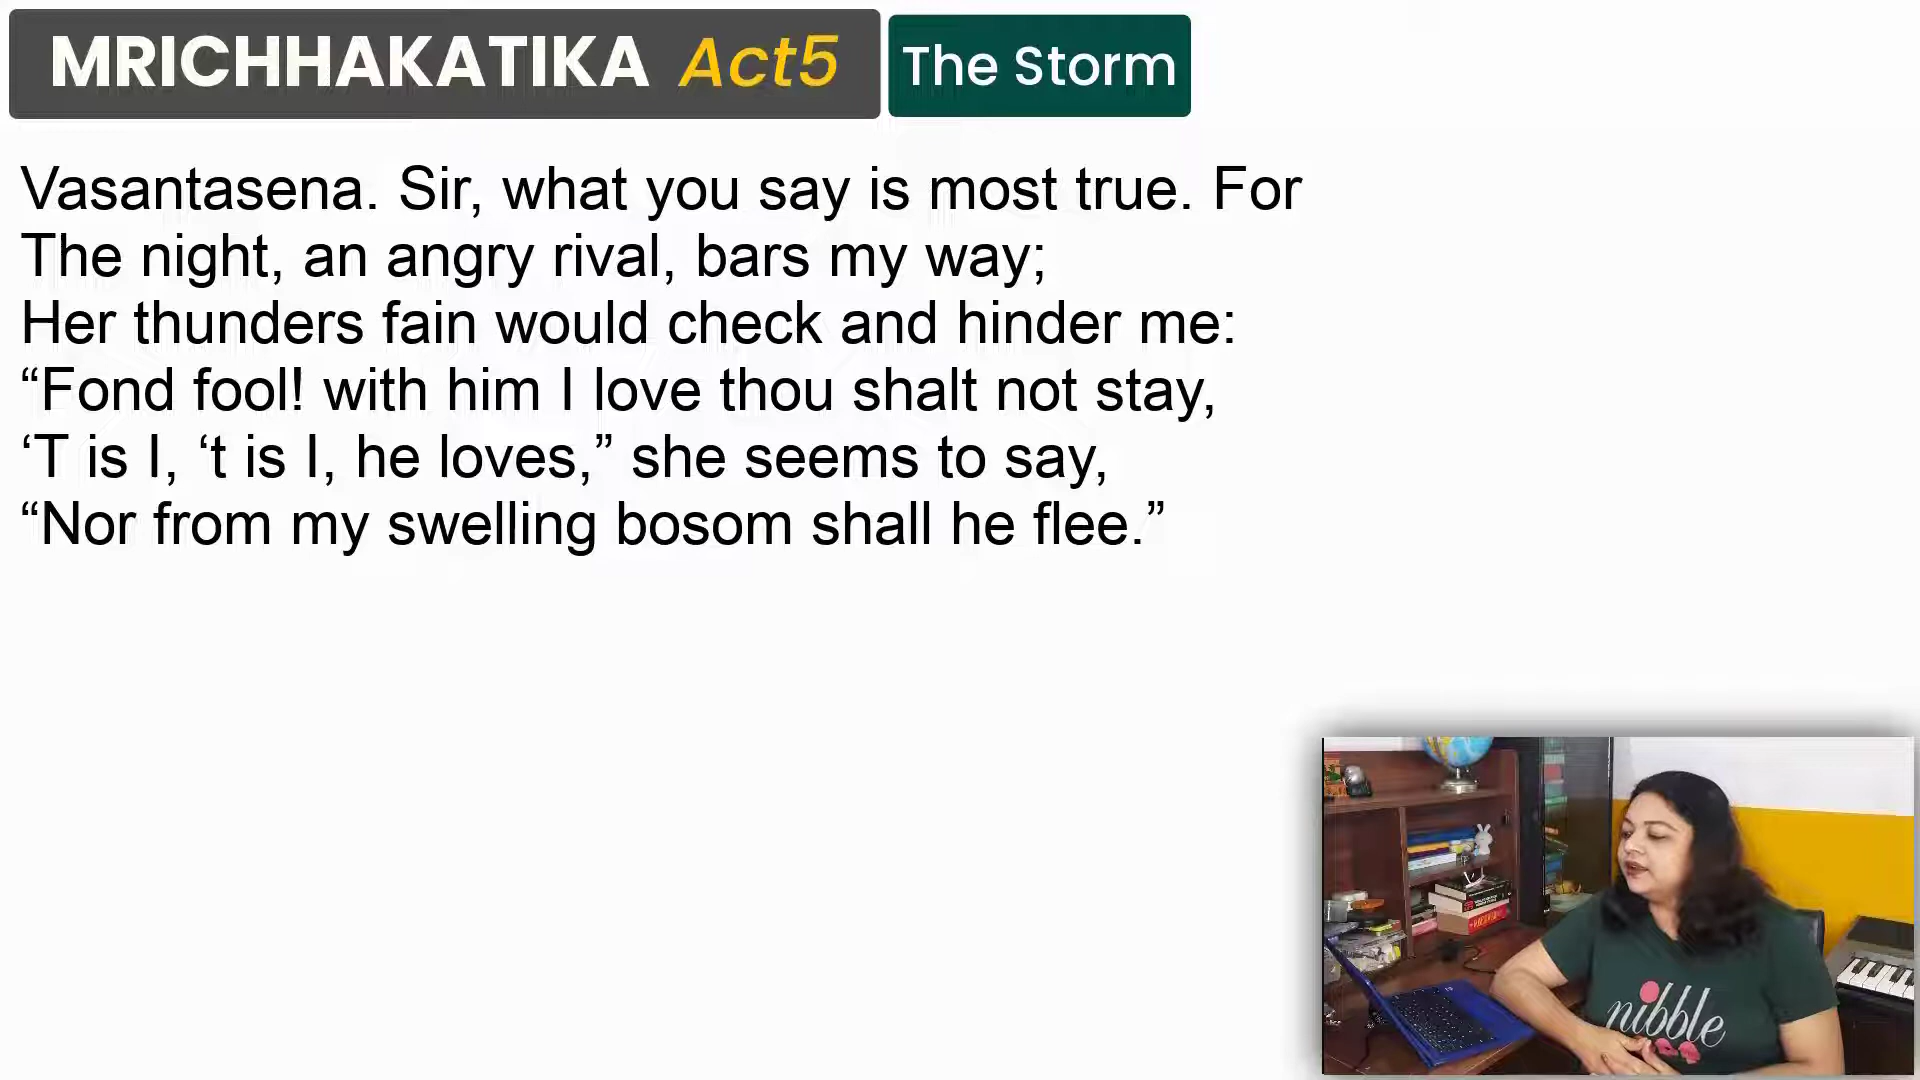 MRICHHAKATIKA Act5
The Storm
Vasantasena. Sir, what you say is most true. For
The night, an angry rival, bars my way;
Her thunders fain would check and hinder me:
“Fond fool! with him I love thou shalt not stay,
‘T is I, ‘t is I, he loves,” she seems to say,
“Nor from my swelling bosom shall he flee.”
nibble